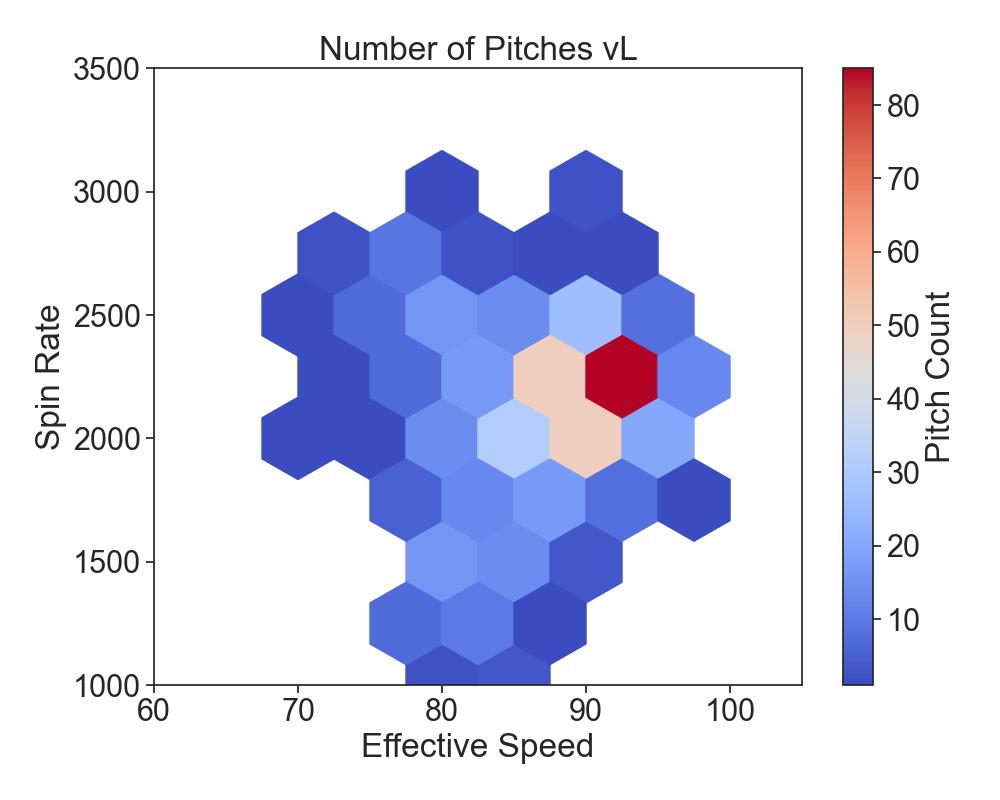 Number of Pitches vL
3500
3000
2500
2000
1500
1000
Spin Rate
60 70 80 90 100
Effective Speed
80
70
60
50
40
30
20
10
Pitch Count